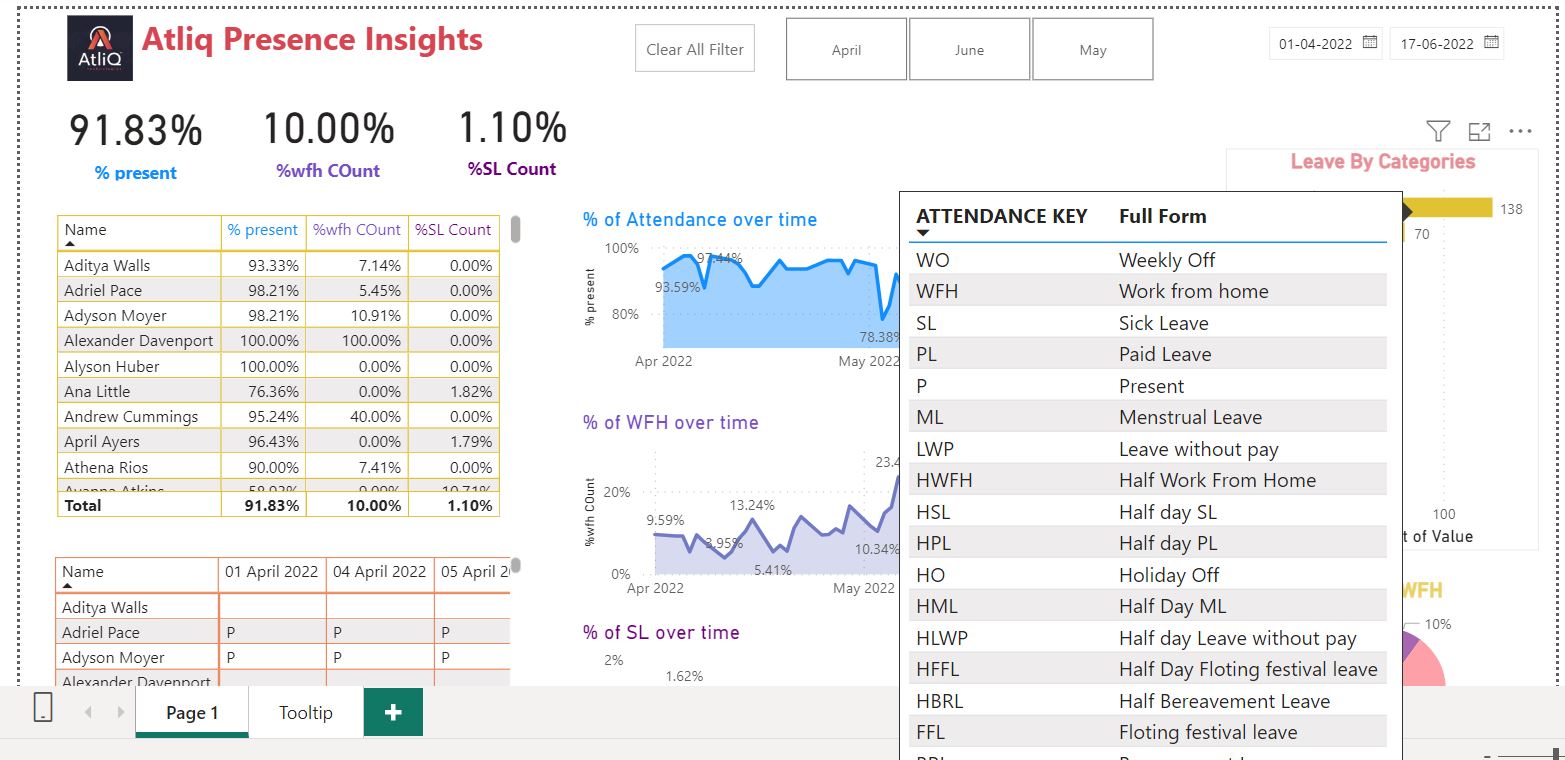 AtliQ
Atliq Presence Insights
Clear All Filter
April
June
May
01-04-2022
17-06-2022
91.83%
% present
10.00%
%wfh COunt
1.10%
%SL Count
Name % present %wfh COunt %SL Count
Aditya Walls 93.33% 7.14% 0.00%
Adriel Pace 98.21% 5.45% 0.00%
Adyson Moyer 98.21% 10.91% 0.00%
Alexander Davenport 100.00% 100.00% 0.00%
Alyson Huber 100.00% 0.00% 0.00%
Ana Little 76.36% 0.00% 1.82%
Andrew Cummings 95.24% 40.00% 0.00%
April Ayers 96.43% 0.00% 1.79%
Athena Rios 90.00% 7.41% 0.00%
Total 91.83% 10.00% 1.10%
Name 01 April 2022 04 April 2022 05 April 2
Aditya Walls
Adriel Pace P P P
Adyson Moyer P P P
Alexander Davenport
% of Attendance over time
% present
100%
80%
97.44%
93.59%
78.38%
Apr 2022
May 2022
% of WFH over time
%wfh COunt
20%
0%
23.4
13.24%
9.59%
3.95%
10.34%
5.41%
Apr 2022
May 2022
% of SL over time
2%
1.62%
Leave By Categories
138
70
100
t of Value
WFH
10%
ATTENDANCE KEY Full Form
WO Weekly Off
WFH Work from home
SL Sick Leave
PL Paid Leave
P Present
ML Menstrual Leave
LWP Leave without pay
HWFH Half Work From Home
HSL Half day SL
HPL Half day PL
HO Holiday Off
HML Half Day ML
HLWP Half day Leave without pay
HFFL Half Day Floting festival leave
HBRL Half Bereavement Leave
FFL Floting festival leave
Page 1
Tooltip